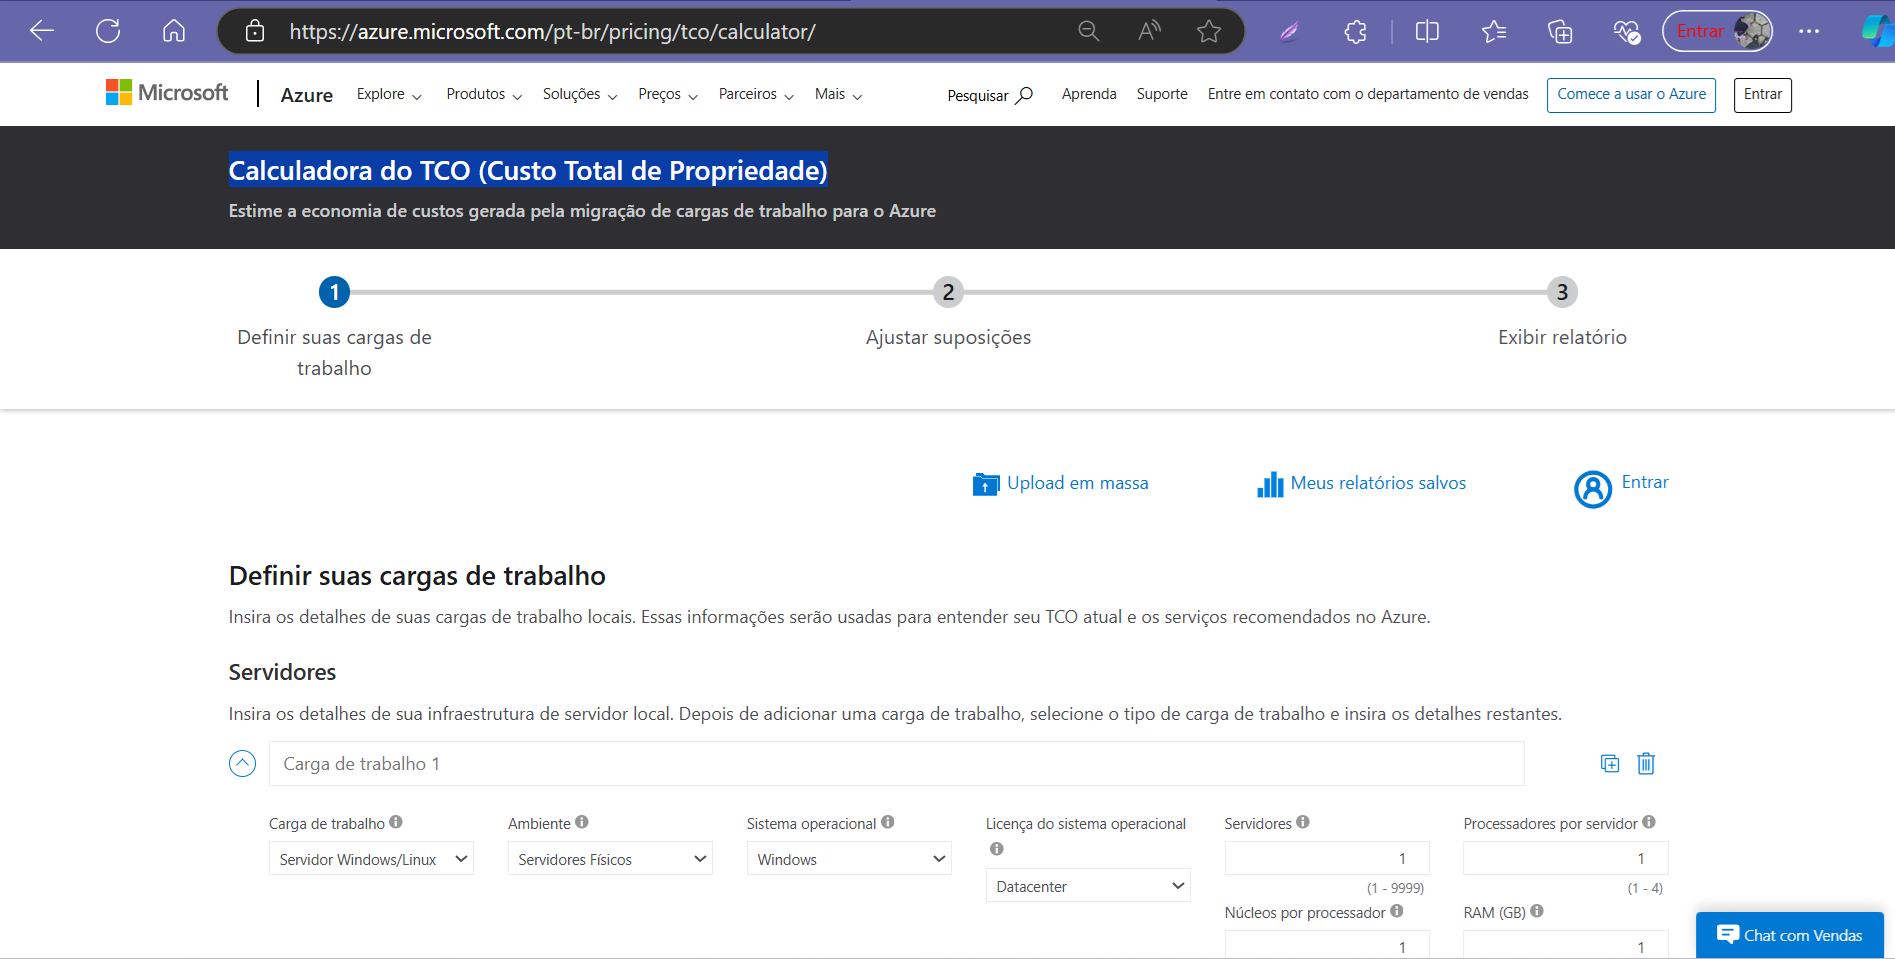 https://azure.microsoft.com/pt-br/pricing/tco/calculator/
Entrar
Microsoft
Azure
Explore
Produtos
Soluções
Preços
Parceiros
Mais
Pesquisar
Aprenda
Suporte
Entre em contato com o departamento de vendas
Comece a usar o Azure
Entrar
Calculadora do TCO (Custo Total de Propriedade)
Estime a economia de custos gerada pela migração de cargas de trabalho para o Azure
1
2
3
Definir suas cargas de
trabalho
Ajustar suposições
Exibir relatório
Upload em massa
Meus relatórios salvos
Entrar
Definir suas cargas de trabalho
Insira os detalhes de suas cargas de trabalho locais. Essas informações serão usadas para entender seu TCO atual e os serviços recomendados no Azure.
Servidores
Insira os detalhes de sua infraestrutura de servidor local. Depois de adicionar uma carga de trabalho, selecione o tipo de carga de trabalho e insira os detalhes restantes.
Carga de trabalho 1
Carga de trabalho
Servidor Windows/Linux
Ambiente
Servidores Físicos
Sistema operacional
Windows
Licença do sistema operacional
Datacenter
Servidores
1
(1 - 9999)
Processadores por servidor
1
(1 - 4)
Núcleos por processador
1
RAM (GB)
1
Chat com Vendas